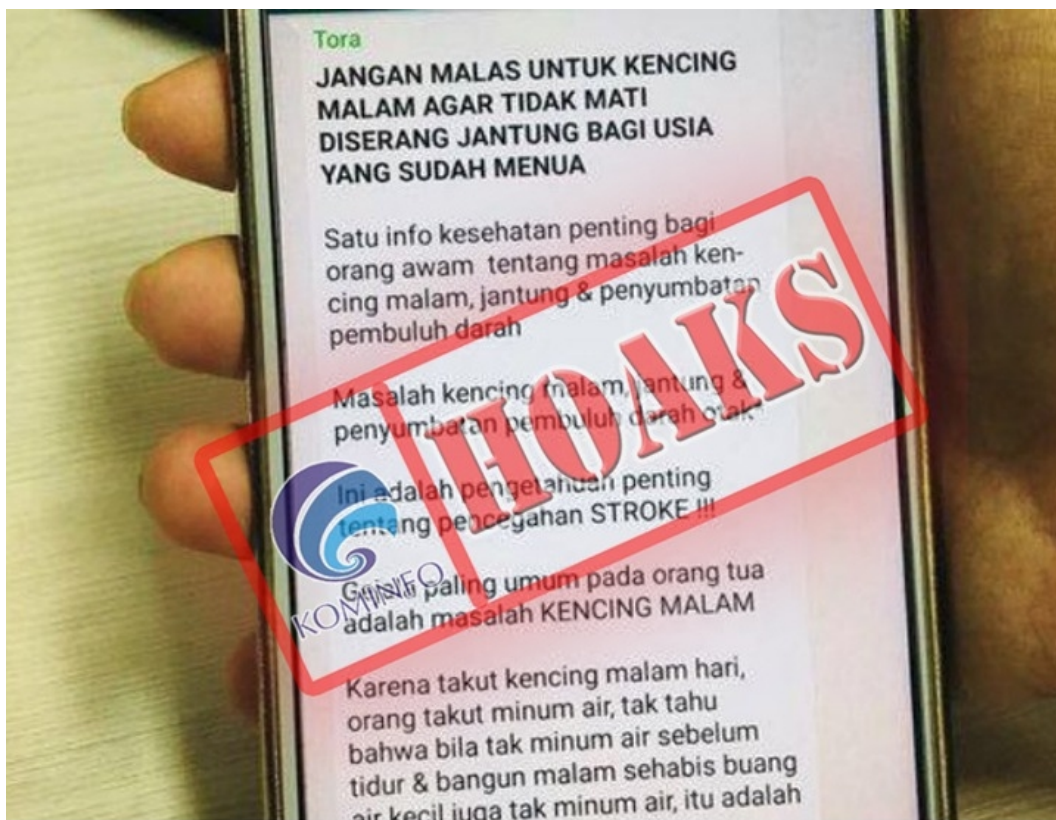 Tora
JANGAN MALAS UNTUK KENCING
MALAM AGAR TIDAK MATI
DISERANG JANTUNG BAGI USIA
YANG SUDAH MENUA
Satu info kesehatan penting bagi
orang awam tentang masalah ken-
cing malam, jantung & penyumbatan
pembuluh darah
Masalah kencing malam, jantung &
penyumbatan pembuluh darah otak"
Ini adalah pengetahuan penting
tentang pencegahan STROKE !!!
Gejala paling umum pada orang tua
adalah masalah KENCING MALAM
Karena takut kencing malam hari,
orang takut minum air, tak tahu
bahwa bila tak minum air sebelum
tidur & bangun malam sehabis buang
air kecil juga tak minum air, itu adalah
HOAKS
KOMINFO